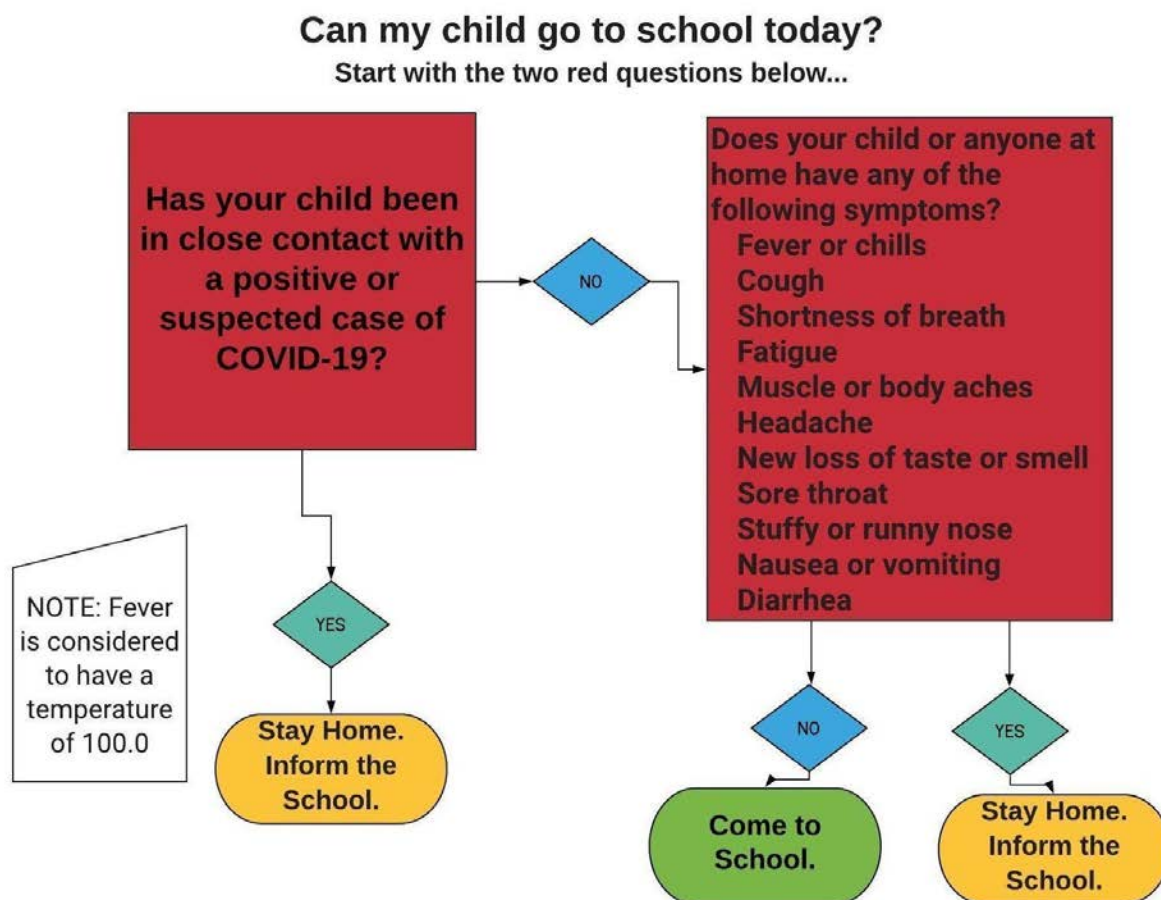 Can my child go to school today?
Start with the two red questions below...
Has your child been
in close contact with
a positive or
suspected case of
COVID-19?
NO
Does your child or anyone at
home have any of the
following symptoms?
Fever or chills
Cough
Shortness of breath
Fatigue
Muscle or body aches
Headache
New loss of taste or smell
Sore throat
Stuffy or runny nose
Nausea or vomiting
Diarrhea
NOTE: Fever
is considered
to have a
temperature
of 100.0
YES
Stay Home.
Inform the
School.
NO
Come to
School.
YES
Stay Home.
Inform the
School.